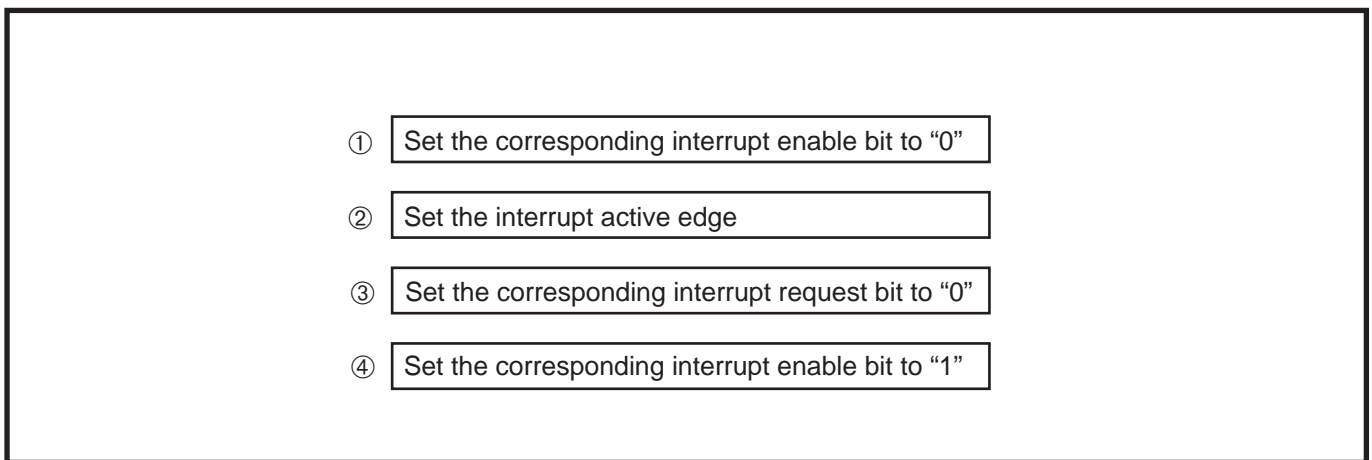 ① Set the corresponding interrupt enable bit to “0”
② Set the interrupt active edge
③ Set the corresponding interrupt request bit to “0”
④ Set the corresponding interrupt enable bit to “1”